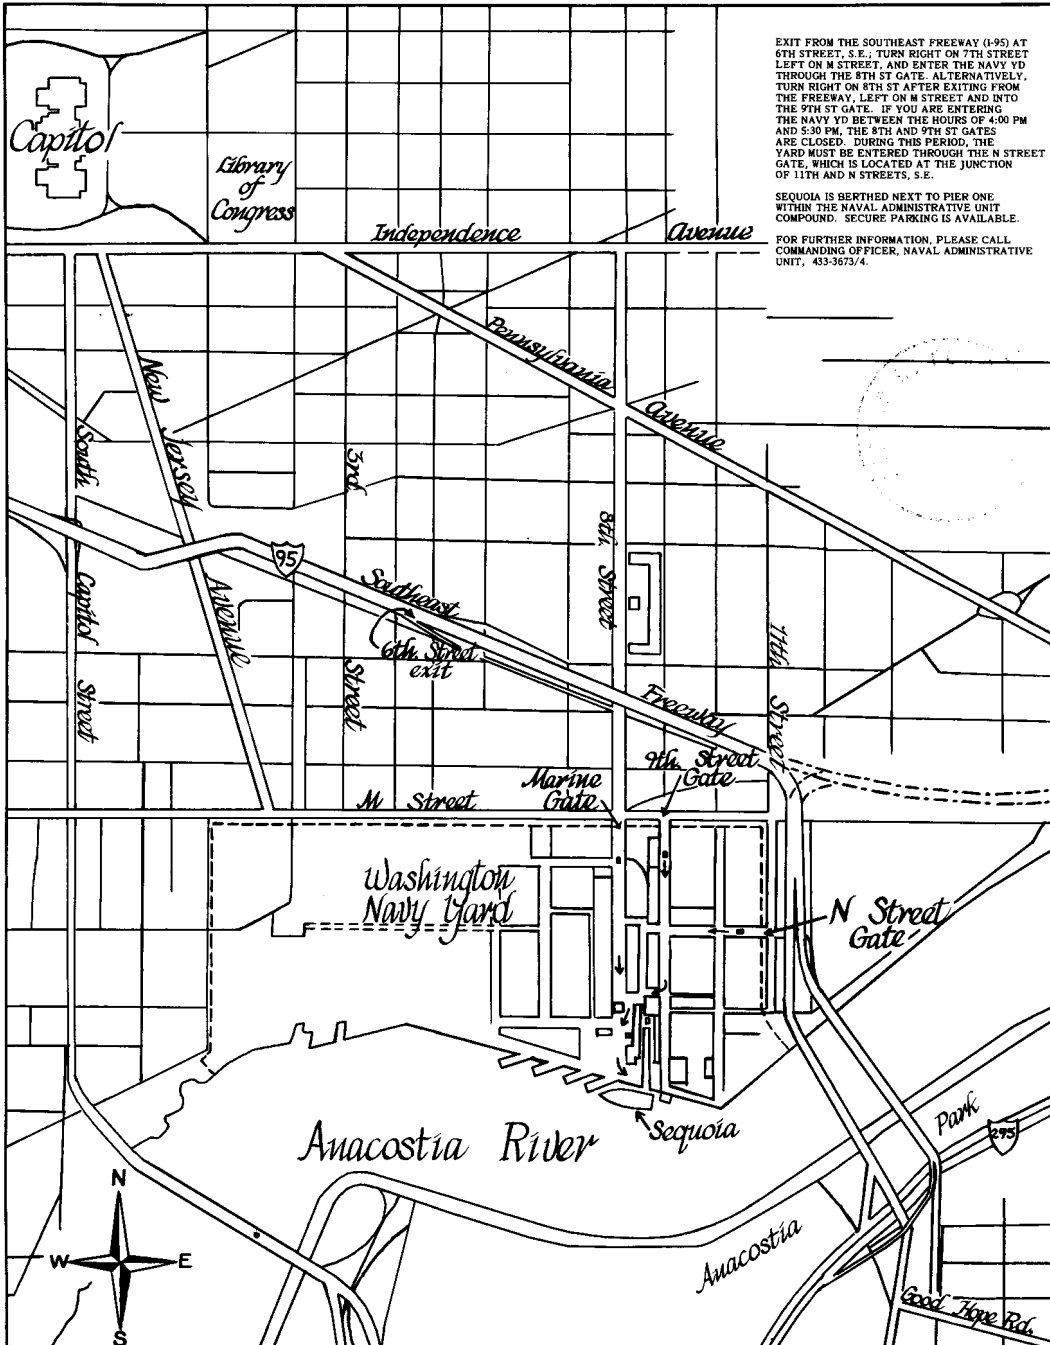 EXIT FROM THE SOUTHEAST FREEWAY (I-95) AT
6TH STREET, S.E.; TURN RIGHT ON 7TH STREET
LEFT ON M STREET, AND ENTER THE NAVY YD
THROUGH THE 8TH ST GATE. ALTERNATIVELY,
TURN RIGHT ON 8TH ST AFTER EXITING FROM
THE FREEWAY, LEFT ON M STREET AND INTO
THE 9TH ST GATE. IF YOU ARE ENTERING
THE NAVY YD BETWEEN THE HOURS OF 4:00 PM
AND 5:30 PM, THE 8TH AND 9TH ST GATES
ARE CLOSED. DURING THIS PERIOD, THE
YARD MUST BE ENTERED THROUGH THE N STREET
GATE, WHICH IS LOCATED AT THE JUNCTION
OF 11TH AND N STREETS, S.E.
SEQUOIA IS BERTHED NEXT TO PIER ONE
WITHIN THE NAVAL ADMINISTRATIVE UNIT
COMPOUND. SECURE PARKING IS AVAILABLE.
FOR FURTHER INFORMATION, PLEASE CALL
COMMANDING OFFICER, NAVAL ADMINISTRATIVE
UNIT, 433-3673/4.
Capitol
Library
of
Congress
Independence Avenue
Pennsylvania Avenue
New Jersey Avenue
South Capitol Street
3rd Street
8th Street
11th Street
95
Southeast Freeway
6th Street
exit
Marine
Gate
9th Street
Gate
M Street
Washington
Navy Yard
N Street
Gate
Anacostia River
Sequoia
Anacostia Park
295
Good Hope Rd.
N
W E
S